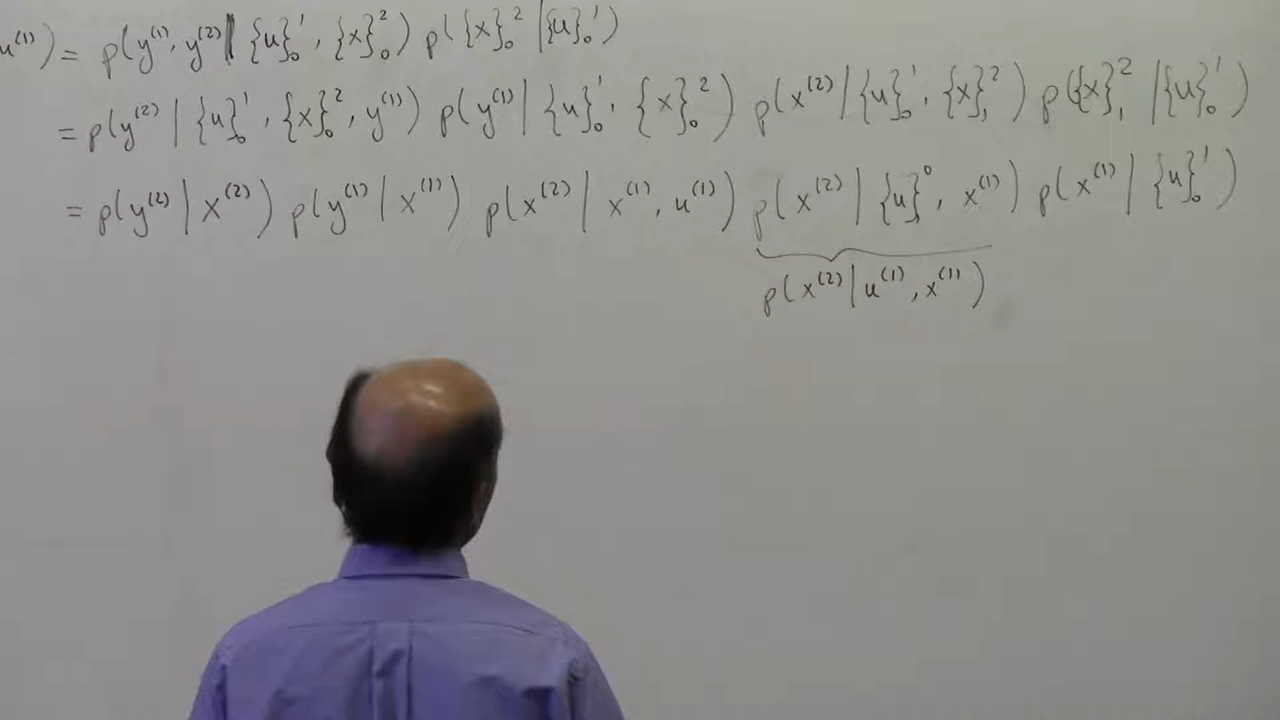 u⁽¹⁾) = p(y⁽¹⁾, y⁽²⁾ | {u}₀¹, {x}₀²) p({x}₀² | {u}₀¹)
= p(y⁽²⁾ | {u}₀¹, {x}₀², y⁽¹⁾) p(y⁽¹⁾ | {u}₀¹, {x}₀²) p(x⁽²⁾ | {u}₀¹, {x}₁²) p({x}₁² | {u}₀¹)
= p(y⁽²⁾ | x⁽²⁾) p(y⁽¹⁾ | x⁽¹⁾) p(x⁽²⁾ | x⁽¹⁾, u⁽¹⁾) p(x⁽²⁾ | {u}₁⁰, x⁽¹⁾) p(x⁽¹⁾ | {u}₀¹)
p(x⁽²⁾ | u⁽¹⁾, x⁽¹⁾)